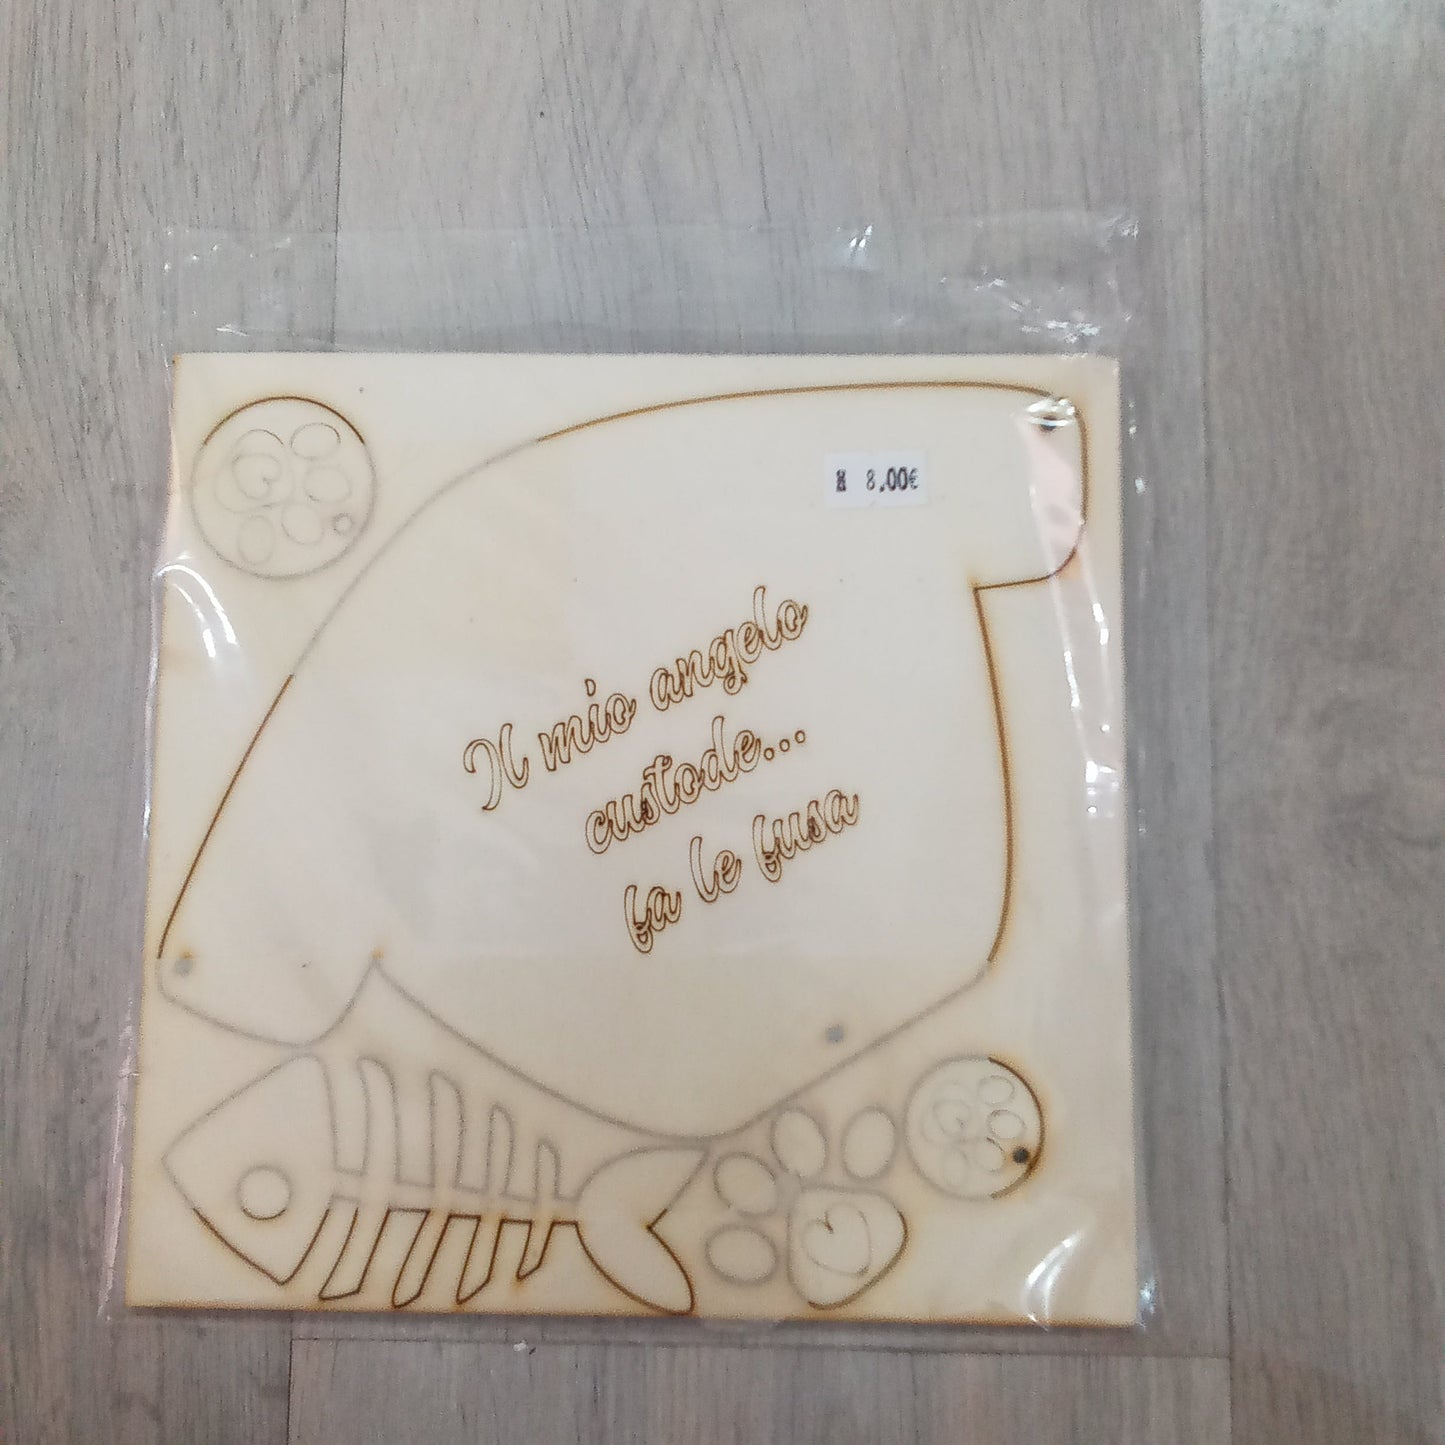 8,00€
Il mio angelo
custode...
fa le fusa